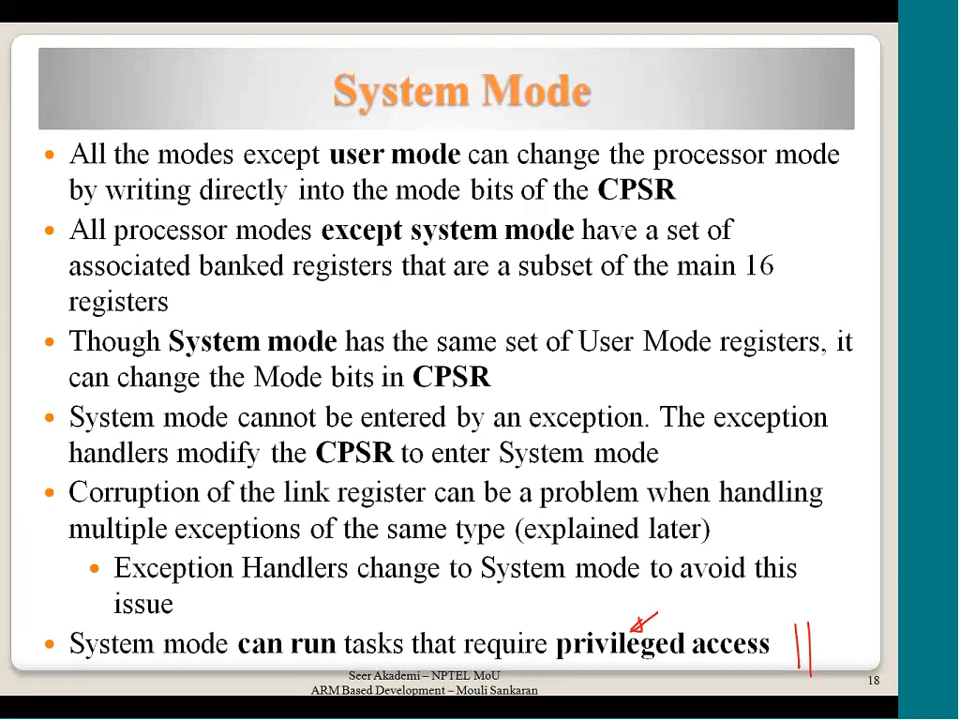 System Mode
• All the modes except user mode can change the processor mode
by writing directly into the mode bits of the CPSR
• All processor modes except system mode have a set of
associated banked registers that are a subset of the main 16
registers
• Though System mode has the same set of User Mode registers, it
can change the Mode bits in CPSR
• System mode cannot be entered by an exception. The exception
handlers modify the CPSR to enter System mode
• Corruption of the link register can be a problem when handling
multiple exceptions of the same type (explained later)
• Exception Handlers change to System mode to avoid this
issue
• System mode can run tasks that require privileged access
Seer Akademi – NPTEL MoU
ARM Based Development – Mouli Sankaran
18